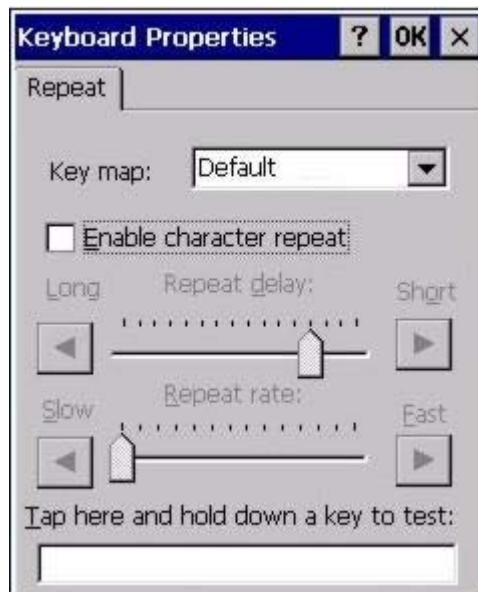 Keyboard Properties ? OK ×
Repeat
Key map: Default
Enable character repeat
Long Repeat delay: Short
Slow Repeat rate: Fast
Tap here and hold down a key to test: